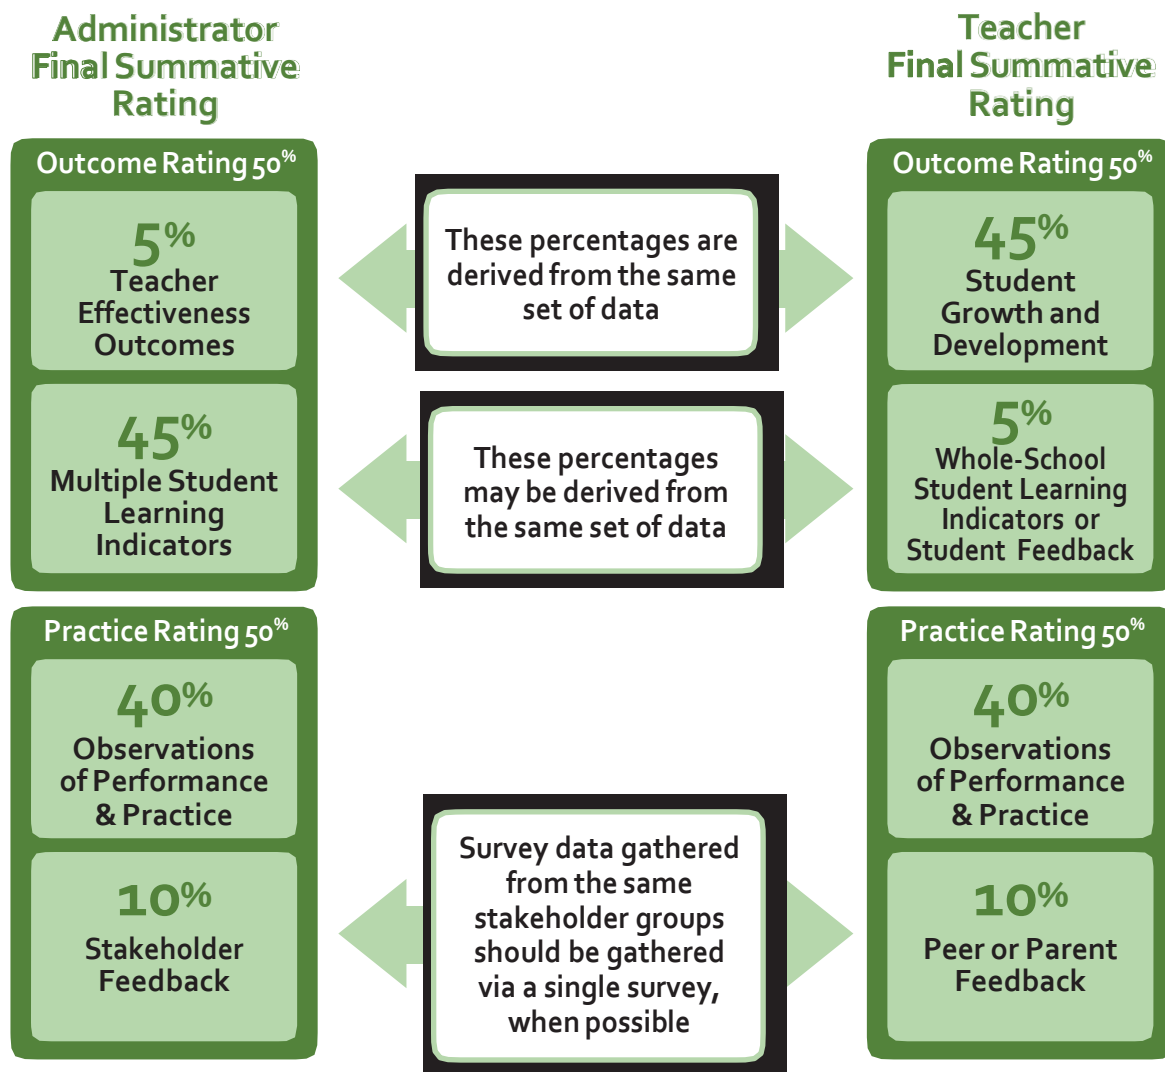 Administrator
Final Summative
Rating
Outcome Rating 50%
5%
Teacher
Effectiveness
Outcomes
45%
Multiple Student
Learning
Indicators
Practice Rating 50%
40%
Observations
of Performance
& Practice
10%
Stakeholder
Feedback
These percentages are
derived from the same
set of data
These percentages
may be derived from
the same set of data
Survey data gathered
from the same
stakeholder groups
should be gathered
via a single survey,
when possible
Teacher
Final Summative
Rating
Outcome Rating 50%
45%
Student
Growth and
Development
5%
Whole-School
Student Learning
Indicators or
Student Feedback
Practice Rating 50%
40%
Observations
of Performance
& Practice
10%
Peer or Parent
Feedback